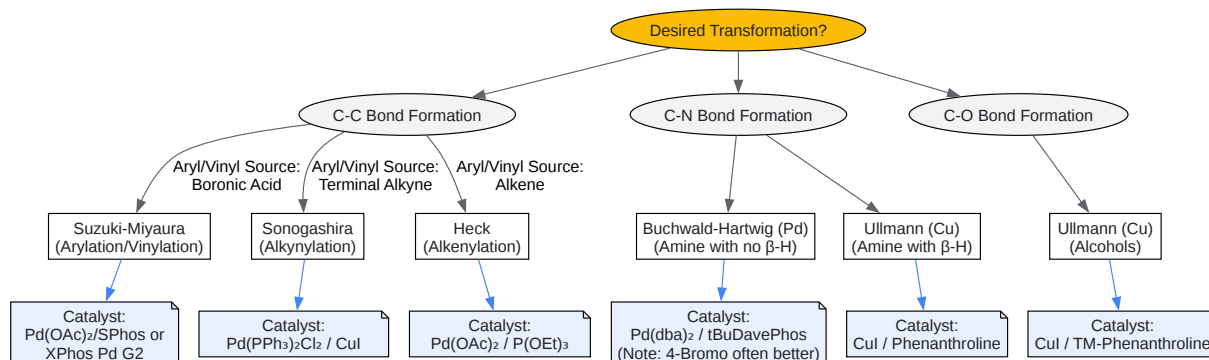 Desired Transformation?
C-C Bond Formation
C-N Bond Formation
C-O Bond Formation
Aryl/Vinyl Source:
Boronic Acid
Aryl/Vinyl Source:
Terminal Alkyne
Aryl/Vinyl Source:
Alkene
Suzuki-Miyaura
(Arylation/Vinylation)
Sonogashira
(Alkynylation)
Heck
(Alkenylation)
Buchwald-Hartwig (Pd)
(Amine with no β-H)
Ullmann (Cu)
(Amine with β-H)
Ullmann (Cu)
(Alcohols)
Catalyst:
Pd(OAc)₂/SPhos or
XPhos Pd G2
Catalyst:
Pd(PPh₃)₂Cl₂ / CuI
Catalyst:
Pd(OAc)₂ / P(OEt)₃
Catalyst:
Pd(dba)₂ / tBuDavePhos
(Note: 4-Bromo often better)
Catalyst:
CuI / Phenanthroline
Catalyst:
CuI / TM-Phenanthroline